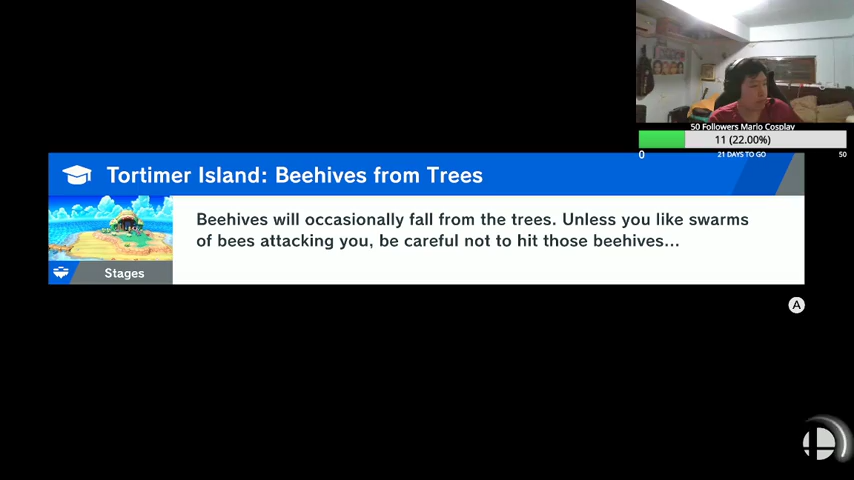 50 Followers Mario Cosplay
11 (22.00%)
0
21 DAYS TO GO
50
Tortimer Island: Beehives from Trees
Beehives will occasionally fall from the trees. Unless you like swarms
of bees attacking you, be careful not to hit those beehives...
Stages
A